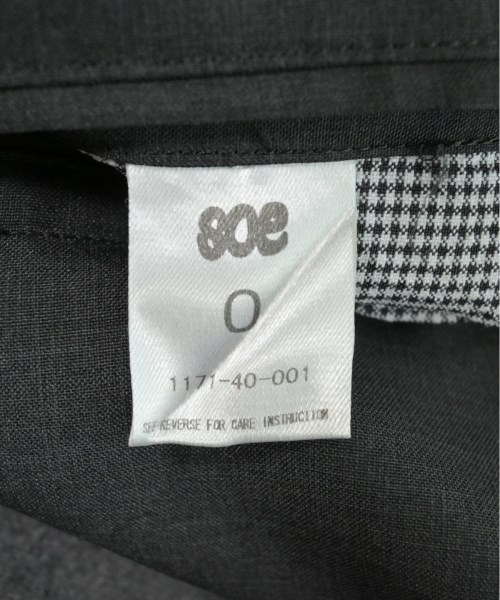 soe
0
1171-40-001
SEE REVERSE FOR CARE INSTRUCTION